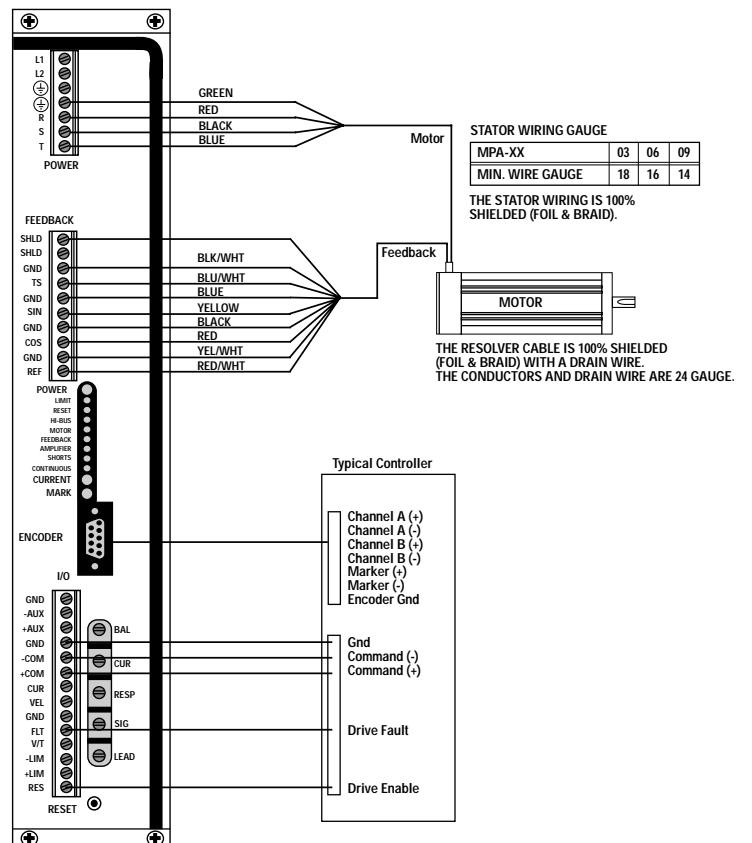 L1
L2
R
S
T
POWER
GREEN
RED
BLACK
BLUE
Motor
STATOR WIRING GAUGE
MPA-XX 03 06 09
MIN. WIRE GAUGE 18 16 14
THE STATOR WIRING IS 100%
SHIELDED (FOIL & BRAID).
FEEDBACK
SHLD
SHLD
GND
TS
GND
SIN
GND
COS
GND
REF
BLK/WHT
BLU/WHT
BLUE
YELLOW
BLACK
RED
YEL/WHT
RED/WHT
Feedback
MOTOR
THE RESOLVER CABLE IS 100% SHIELDED
(FOIL & BRAID) WITH A DRAIN WIRE.
THE CONDUCTORS AND DRAIN WIRE ARE 24 GAUGE.
POWER
LIMIT
RESET
HI-BUS
MOTOR
FEEDBACK
AMPLIFIER
SHORTS
CONTINUOUS
CURRENT
MARK
ENCODER
Typical Controller
Channel A (+)
Channel A (-)
Channel B (+)
Channel B (-)
Marker (+)
Marker (-)
Encoder Gnd
I/O
GND
-AUX
+AUX
GND
-COM
+COM
CUR
VEL
GND
FLT
V/T
-LIM
+LIM
RES
BAL
CUR
RESP
SIG
LEAD
Gnd
Command (-)
Command (+)
Drive Fault
Drive Enable
RESET